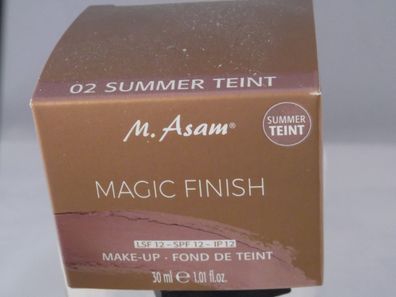 02 SUMMER TEINT
M. Asam®
SUMMER
TEINT
MAGIC FINISH
LSF 12 – SPF 12 – IP 12
MAKE-UP · FOND DE TEINT
30 ml ℮ 1.01 fl.oz.